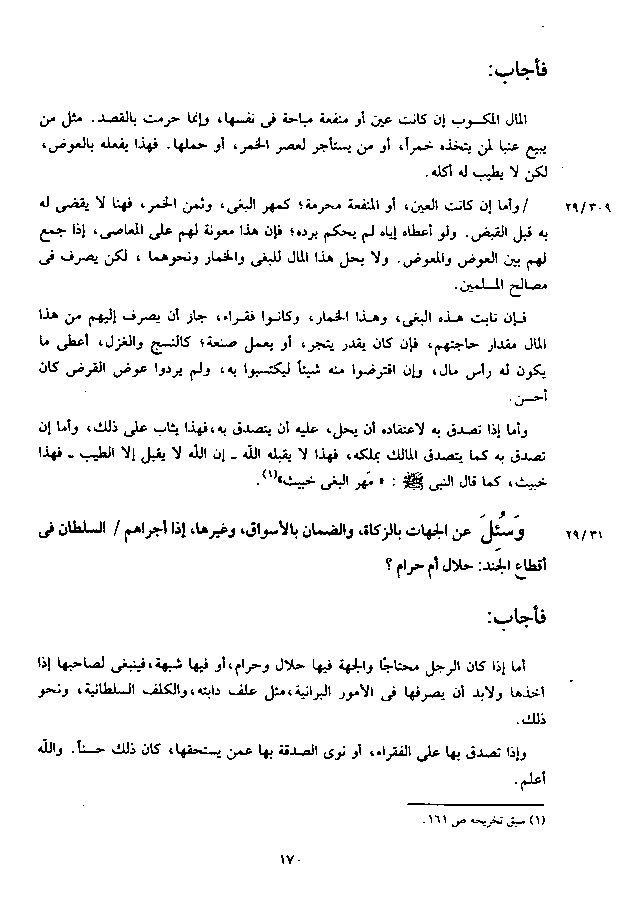 فأجاب:
المال المكسوب إن كانت عين أو منفعة مباحة فى نفسها، وإنما حرمت بالقصد. مثل من
يبيع عنبا لمن يتخذه خمراً، أو من يستأجر لعصر الخمر، أو حملها. فهذا يفعله بالعوض،
لكن لا يطيب له أكله.
٢٩/٣٠٩ / وأما إن كانت العين، أو المنفعة محرمة؛ كمهر البغى، وثمن الخمر، فهنا لا يقضى له
به قبل القبض. ولو أعطاه إياه لم يحكم برده؛ فإن هذا معونة لهم على المعاصى، إذا جمع
لهم بين العوض والمعوض. ولا يحل هذا المال للبغى والخمار ونحوهما، لكن يصرف فى
مصالح المسلمين.
فإن تابت هذه البغى، وهذا الخمار، وكانوا فقراء، جاز أن يصرف إليهم من هذا
المال مقدار حاجتهم، فإن كان يقدر يتجر، أو يعمل صنعة؛ كالنسج والغزل، أعطى ما
يكون له رأس مال، وإن اقترضوا منه شيئاً ليكتسبوا به، ولم يردوا عوض القرض كان
أحسن.
وأما إذا تصدق به لاعتقاده أن يحل، عليه أن يتصدق به، فهذا يثاب على ذلك، وأما إن
تصدق به كما يتصدق المالك بملكه، فهذا لا يقبله الله ـ إن الله لا يقبل إلا الطيب ـ فهذا
خبيث، كما قال النبى ﷺ : « مهر البغى خبيث»(١).
٢٩/٣١ وَسُئِلَ عن الجهات بالزكاة، والضمان بالأسواق، وغيرها، إذا أجراهم / السلطان فى
أقطاع الجند: حلال أم حرام ؟
فأجاب:
أما إذا كان الرجل محتاجًا والجهة فيها حلال وحرام، أو فيها شبهة، فينبغى لصاحبها إذا
أخذها ولابد أن يصرفها فى الأمور البرانية، مثل علف دابته، والكلف السلطانية، ونحو
ذلك.
وإذا تصدق بها على الفقراء، أو نوى الصدقة بها عمن يستحقها، كان ذلك حسناً. والله
أعلم.
(١) سبق تخريجه ص ١٦١.
١٧٠